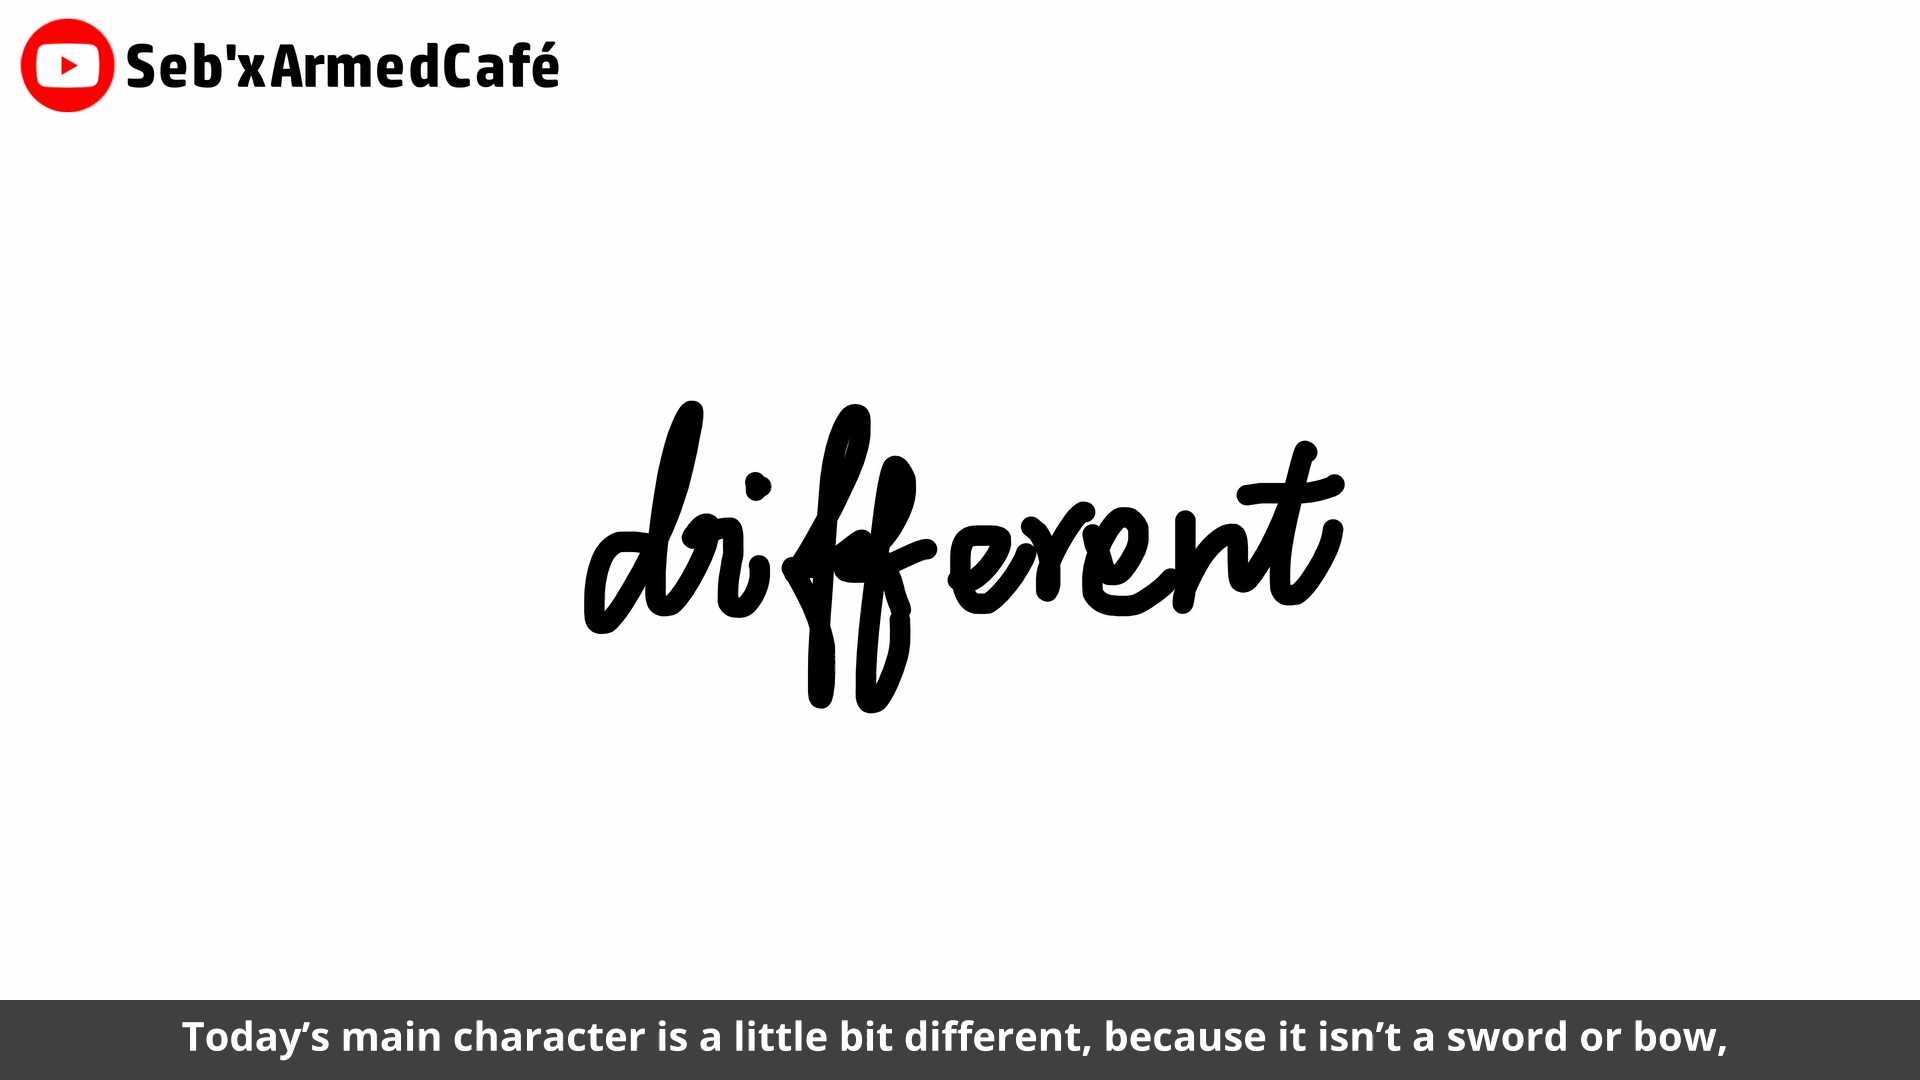 Seb'xArmedCafé
different
Today’s main character is a little bit different, because it isn’t a sword or bow,